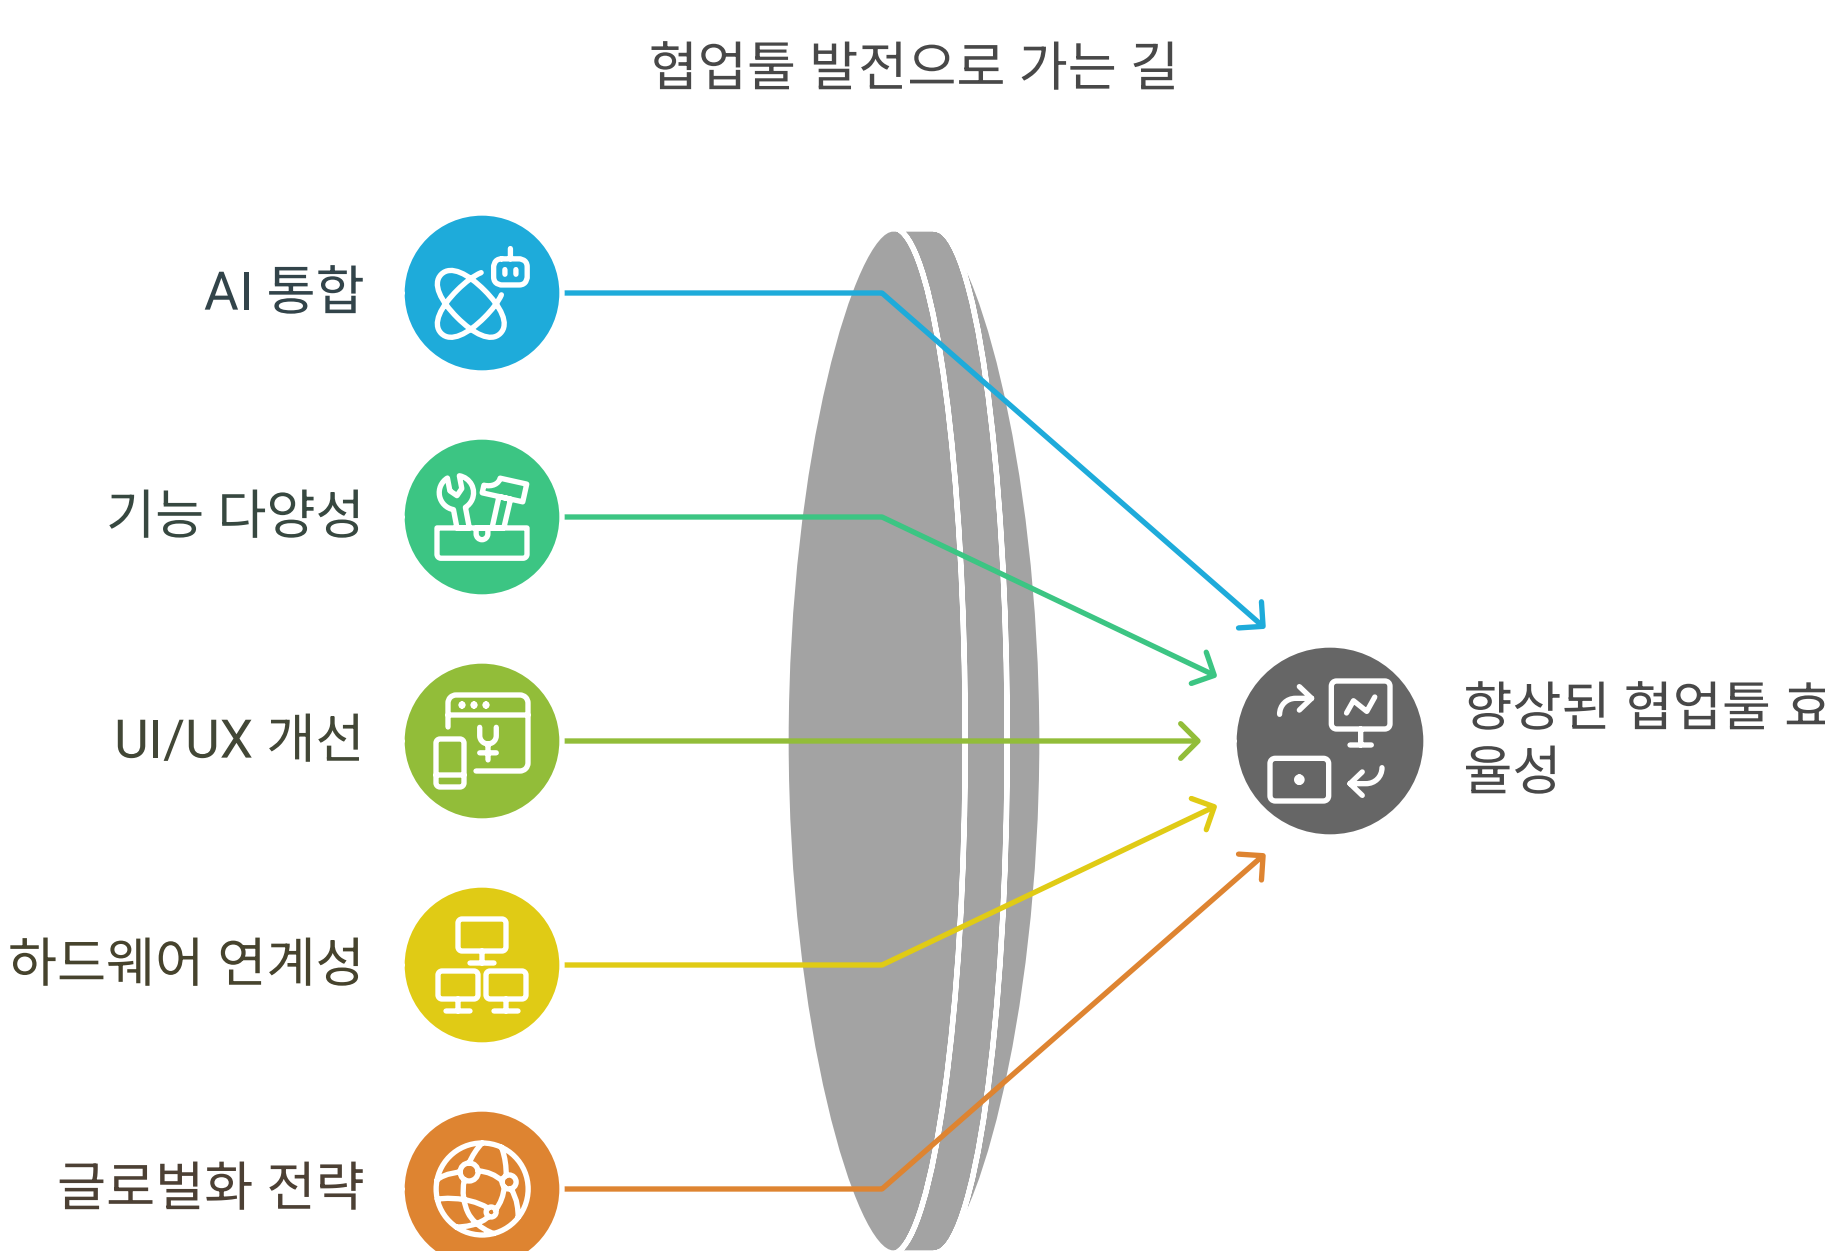 협업툴 발전으로 가는 길
AI 통합
기능 다양성
UI/UX 개선
하드웨어 연계성
글로벌화 전략
향상된 협업툴 효
율성